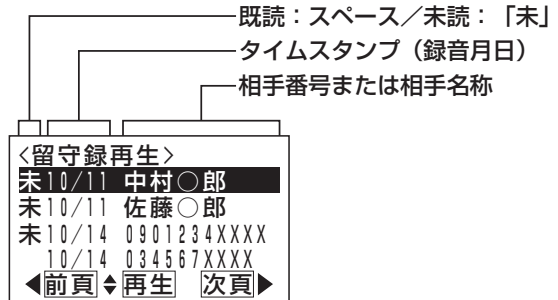 既読：スペース／未読：「未」
タイムスタンプ（録音月日）
相手番号または相手名称
<留守録再生>
未10/11 中村○郎
未10/11 佐藤○郎
未10/14 0901234XXXX
10/14 034567XXXX
◀前頁♦再生 次頁▶